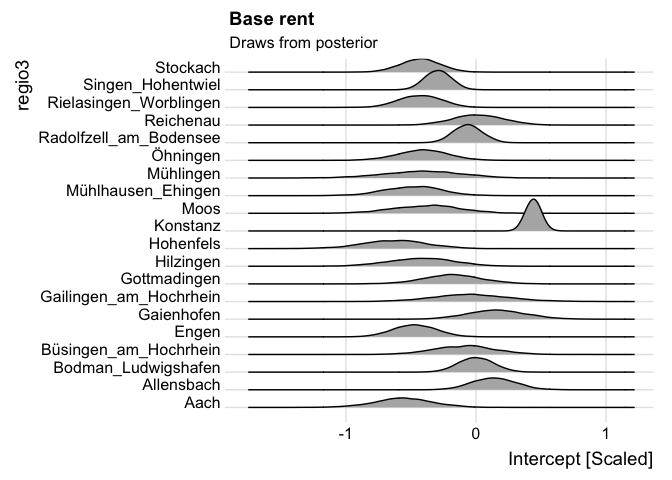 Base rent
Draws from posterior
regio3
Stockach
Singen_Hohentwiel
Rielasingen_Worblingen
Reichenau
Radolfzell_am_Bodensee
Öhningen
Mühlingen
Mühlhausen_Ehingen
Moos
Konstanz
Hohenfels
Hilzingen
Gottmadingen
Gailingen_am_Hochrhein
Gaienhofen
Engen
Büsingen_am_Hochrhein
Bodman_Ludwigshafen
Allensbach
Aach
-1 0 1
Intercept [Scaled]